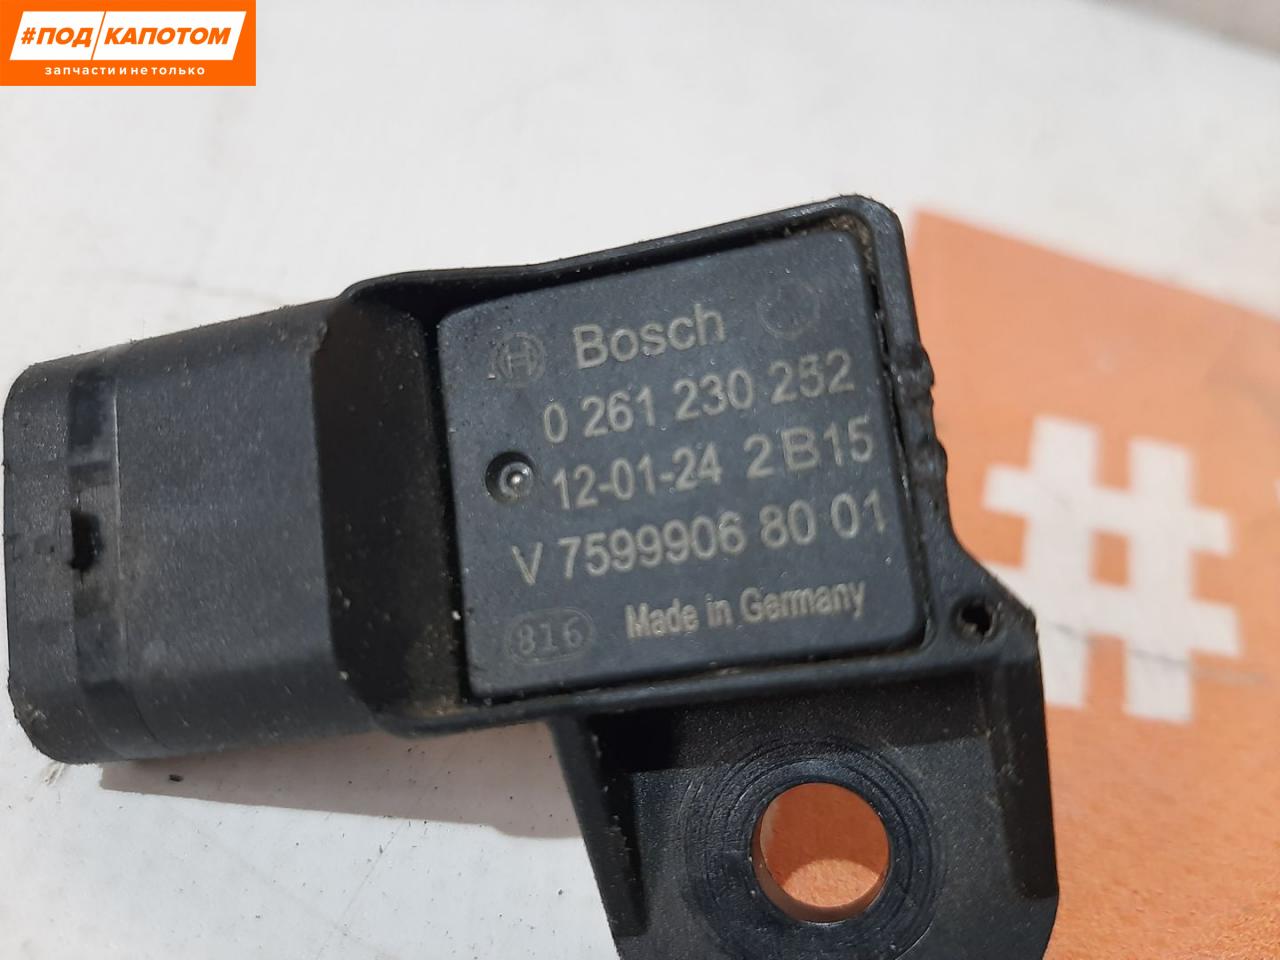 #ПОД КАПОТОМ
запчасти и не только
Bosch
0 261 230 252
12-01-24 2B15
V 7599906 80 01
816 Made in Germany
#